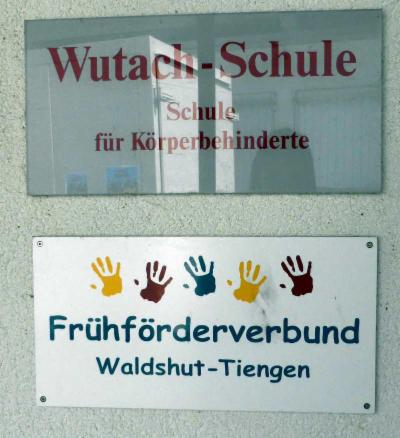 Wutach-Schule
Schule
für Körperbehinderte
Frühförderverbund
Waldshut-Tiengen